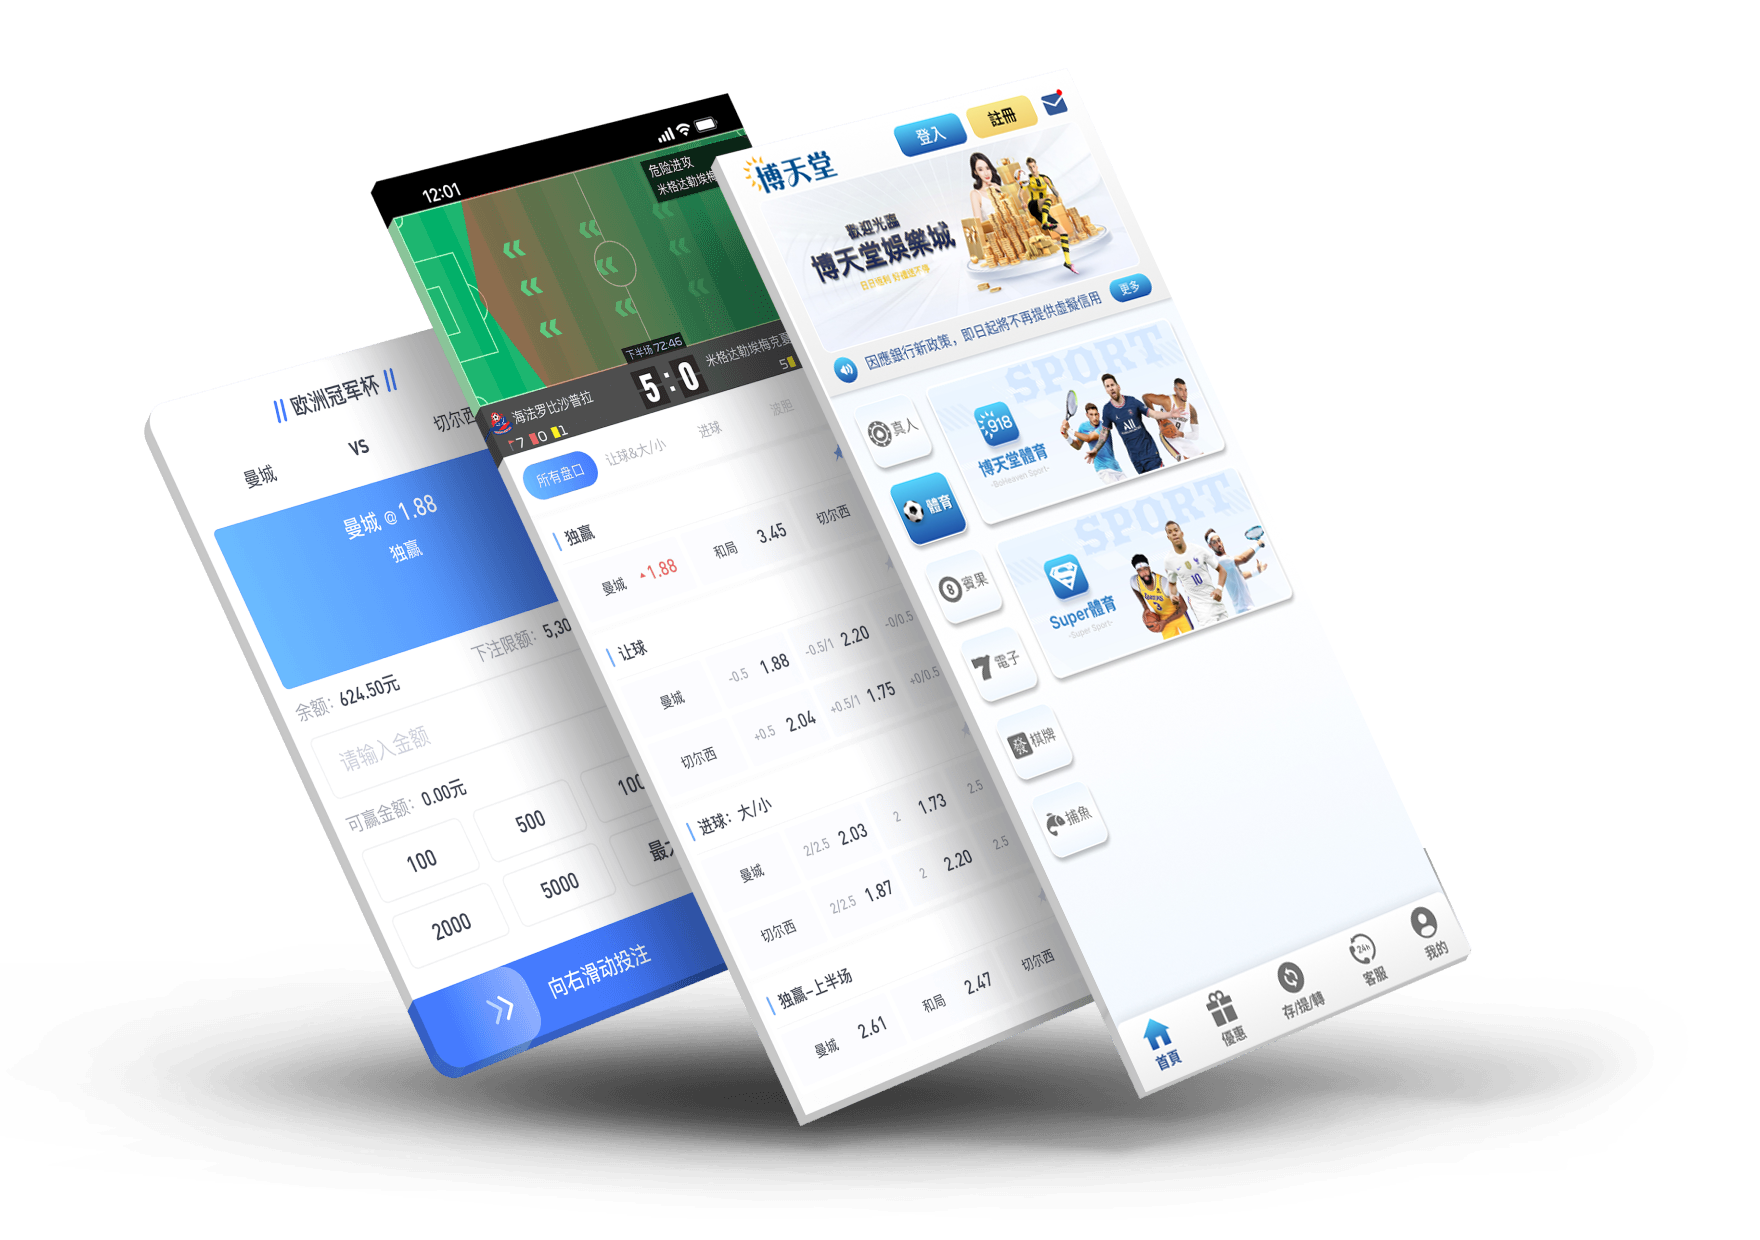 欧洲冠军杯
曼城
VS
切尔西
曼城 @1.88
独赢
余额：624.50元
下注限额：5,30
请输入金额
可赢金额：0.00元
100
500
100
2000
5000
最
向右滑动投注
12:01
危险进攻
米格达勒埃梅
下半场 72:45
海法罗比沙普拉
5:0
米格达勒埃梅克夏
7 0 1
5
所有盘口
让球&大/小
进球
波胆
独赢
曼城 1.88
和局 3.45
切尔西
让球
曼城
-0.5 1.88
-0.5/1 2.20
-0/0.5
切尔西
+0.5 2.04
+0.5/1 1.75
+0/0.5
进球：大/小
曼城
2/2.5 2.03
2 1.73
2.5
切尔西
2/2.5 1.87
2 2.20
2.5
独赢-上半场
曼城 2.61
和局 2.47
切尔西
博天堂
登入
註冊
歡迎光臨
博天堂娛樂城
因應銀行新政策，即日起將不再提供虛擬信用
更多
真人
體育
賓果
電子
棋牌
捕魚
SPORT
918
博天堂體育
-BoHeaven Sport-
SPORT
Super體育
-Super Sport-
首頁
優惠
存/提/轉
24h
客服
我的